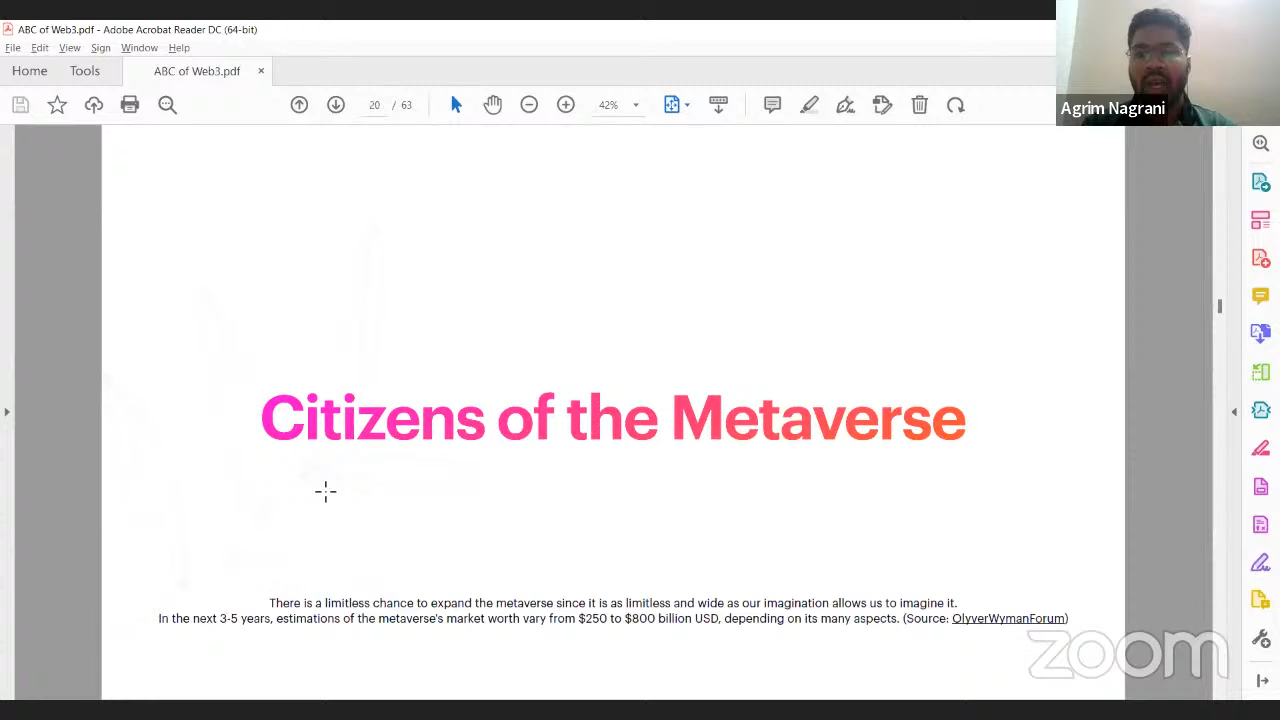 ABC of Web3.pdf - Adobe Acrobat Reader DC (64-bit)
File Edit View Sign Window Help
Home Tools ABC of Web3.pdf ×
20 / 63 42%
Agrim Nagrani
Citizens of the Metaverse
There is a limitless chance to expand the metaverse since it is as limitless and wide as our imagination allows us to imagine it.
In the next 3-5 years, estimations of the metaverse's market worth vary from $250 to $800 billion USD, depending on its many aspects. (Source: OlyverWymanForum)
zoom